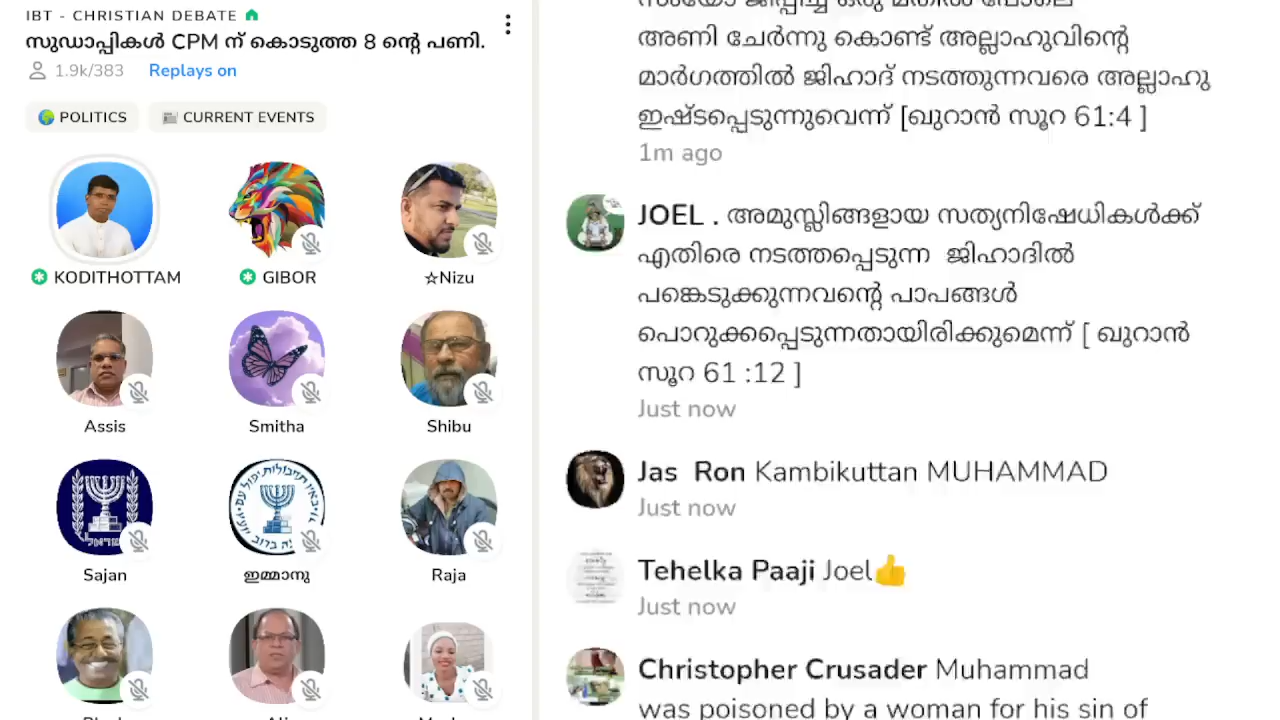 IBT - CHRISTIAN DEBATE
സുഡാപ്പികൾ CPM ന് കൊടുത്ത 8 ന്റെ പണി.
1.9k/383 Replays on
POLITICS CURRENT EVENTS
KODITHOTTAM GIBOR ☆Nizu
Assis Smitha Shibu
Sajan ഇമ്മാനു Raja
അണി ചേർന്നു കൊണ്ട് അല്ലാഹുവിന്റെ
മാർഗത്തിൽ ജിഹാദ് നടത്തുന്നവരെ അല്ലാഹു
ഇഷ്ടപ്പെടുന്നുവെന്ന് [ഖുറാൻ സൂറ 61:4 ]
1m ago
JOEL . അമുസ്ലിങ്ങളായ സത്യനിഷേധികൾക്ക്
എതിരെ നടത്തപ്പെടുന്ന ജിഹാദിൽ
പങ്കെടുക്കുന്നവന്റെ പാപങ്ങൾ
പൊറുക്കപ്പെടുന്നതായിരിക്കുമെന്ന് [ ഖുറാൻ
സൂറ 61 :12 ]
Just now
Jas Ron Kambikuttan MUHAMMAD
Just now
Tehelka Paaji Joel👍
Just now
Christopher Crusader Muhammad
was poisoned by a woman for his sin of